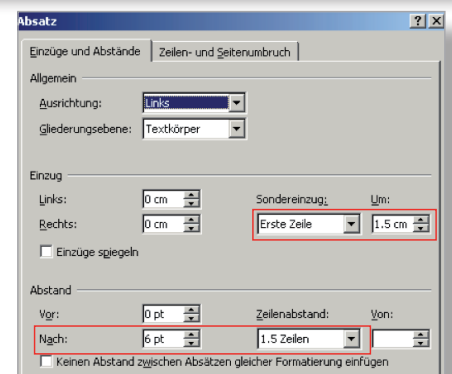 Absatz
Einzüge und Abstände Zeilen- und Seitenumbruch
Allgemein
Ausrichtung: Links
Gliederungsebene: Textkörper
Einzug
Links: 0 cm Sondereinzug: Um:
Rechts: 0 cm Erste Zeile 1.5 cm
Einzüge spiegeln
Abstand
Vor: 0 pt Zeilenabstand: Von:
Nach: 6 pt 1.5 Zeilen
Keinen Abstand zwischen Absätzen gleicher Formatierung einfügen